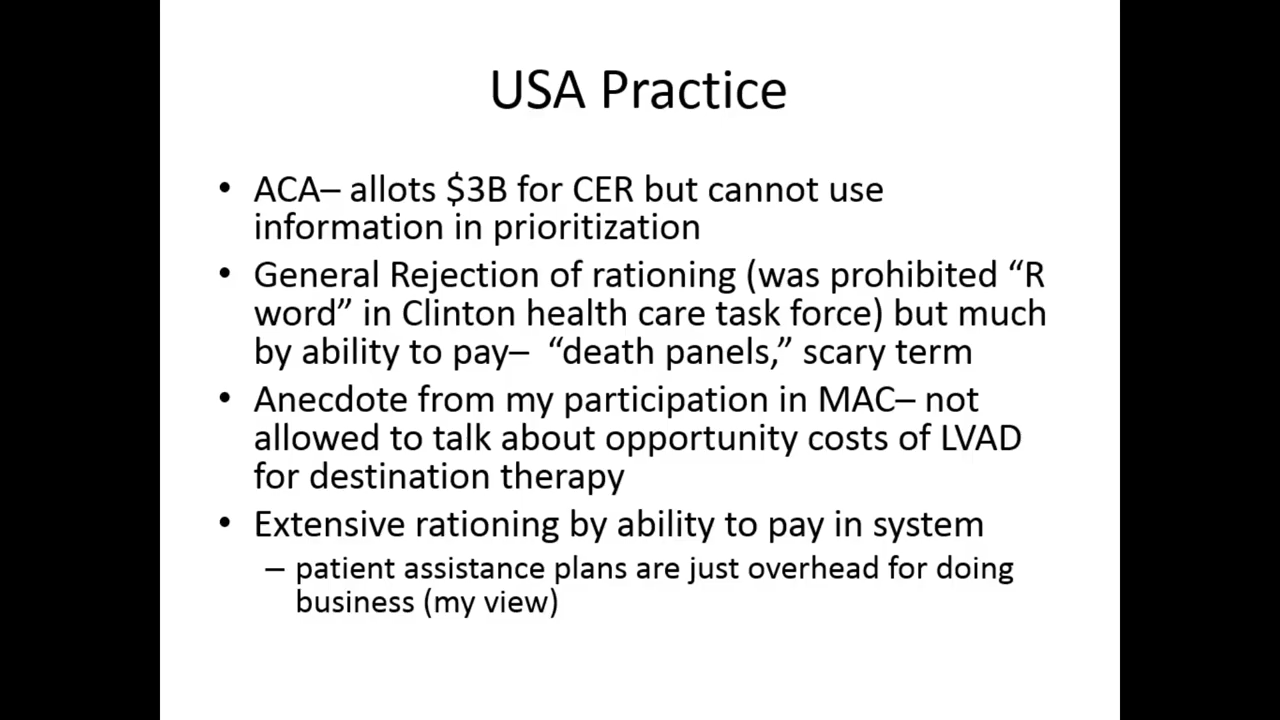 USA Practice
• ACA– allots $3B for CER but cannot use
information in prioritization
• General Rejection of rationing (was prohibited “R
word” in Clinton health care task force) but much
by ability to pay– “death panels,” scary term
• Anecdote from my participation in MAC– not
allowed to talk about opportunity costs of LVAD
for destination therapy
• Extensive rationing by ability to pay in system
– patient assistance plans are just overhead for doing
business (my view)